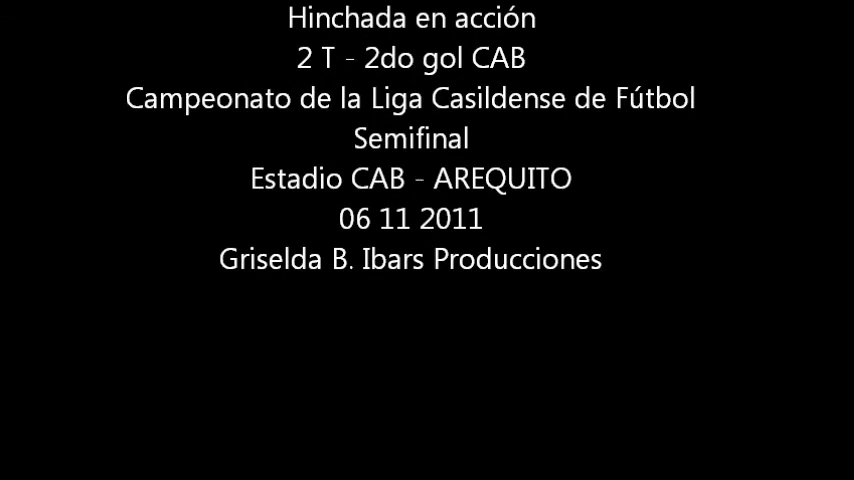 Hinchada en acción
2 T - 2do gol CAB
Campeonato de la Liga Casildense de Fútbol
Semifinal
Estadio CAB - AREQUITO
06 11 2011
Griselda B. Ibars Producciones